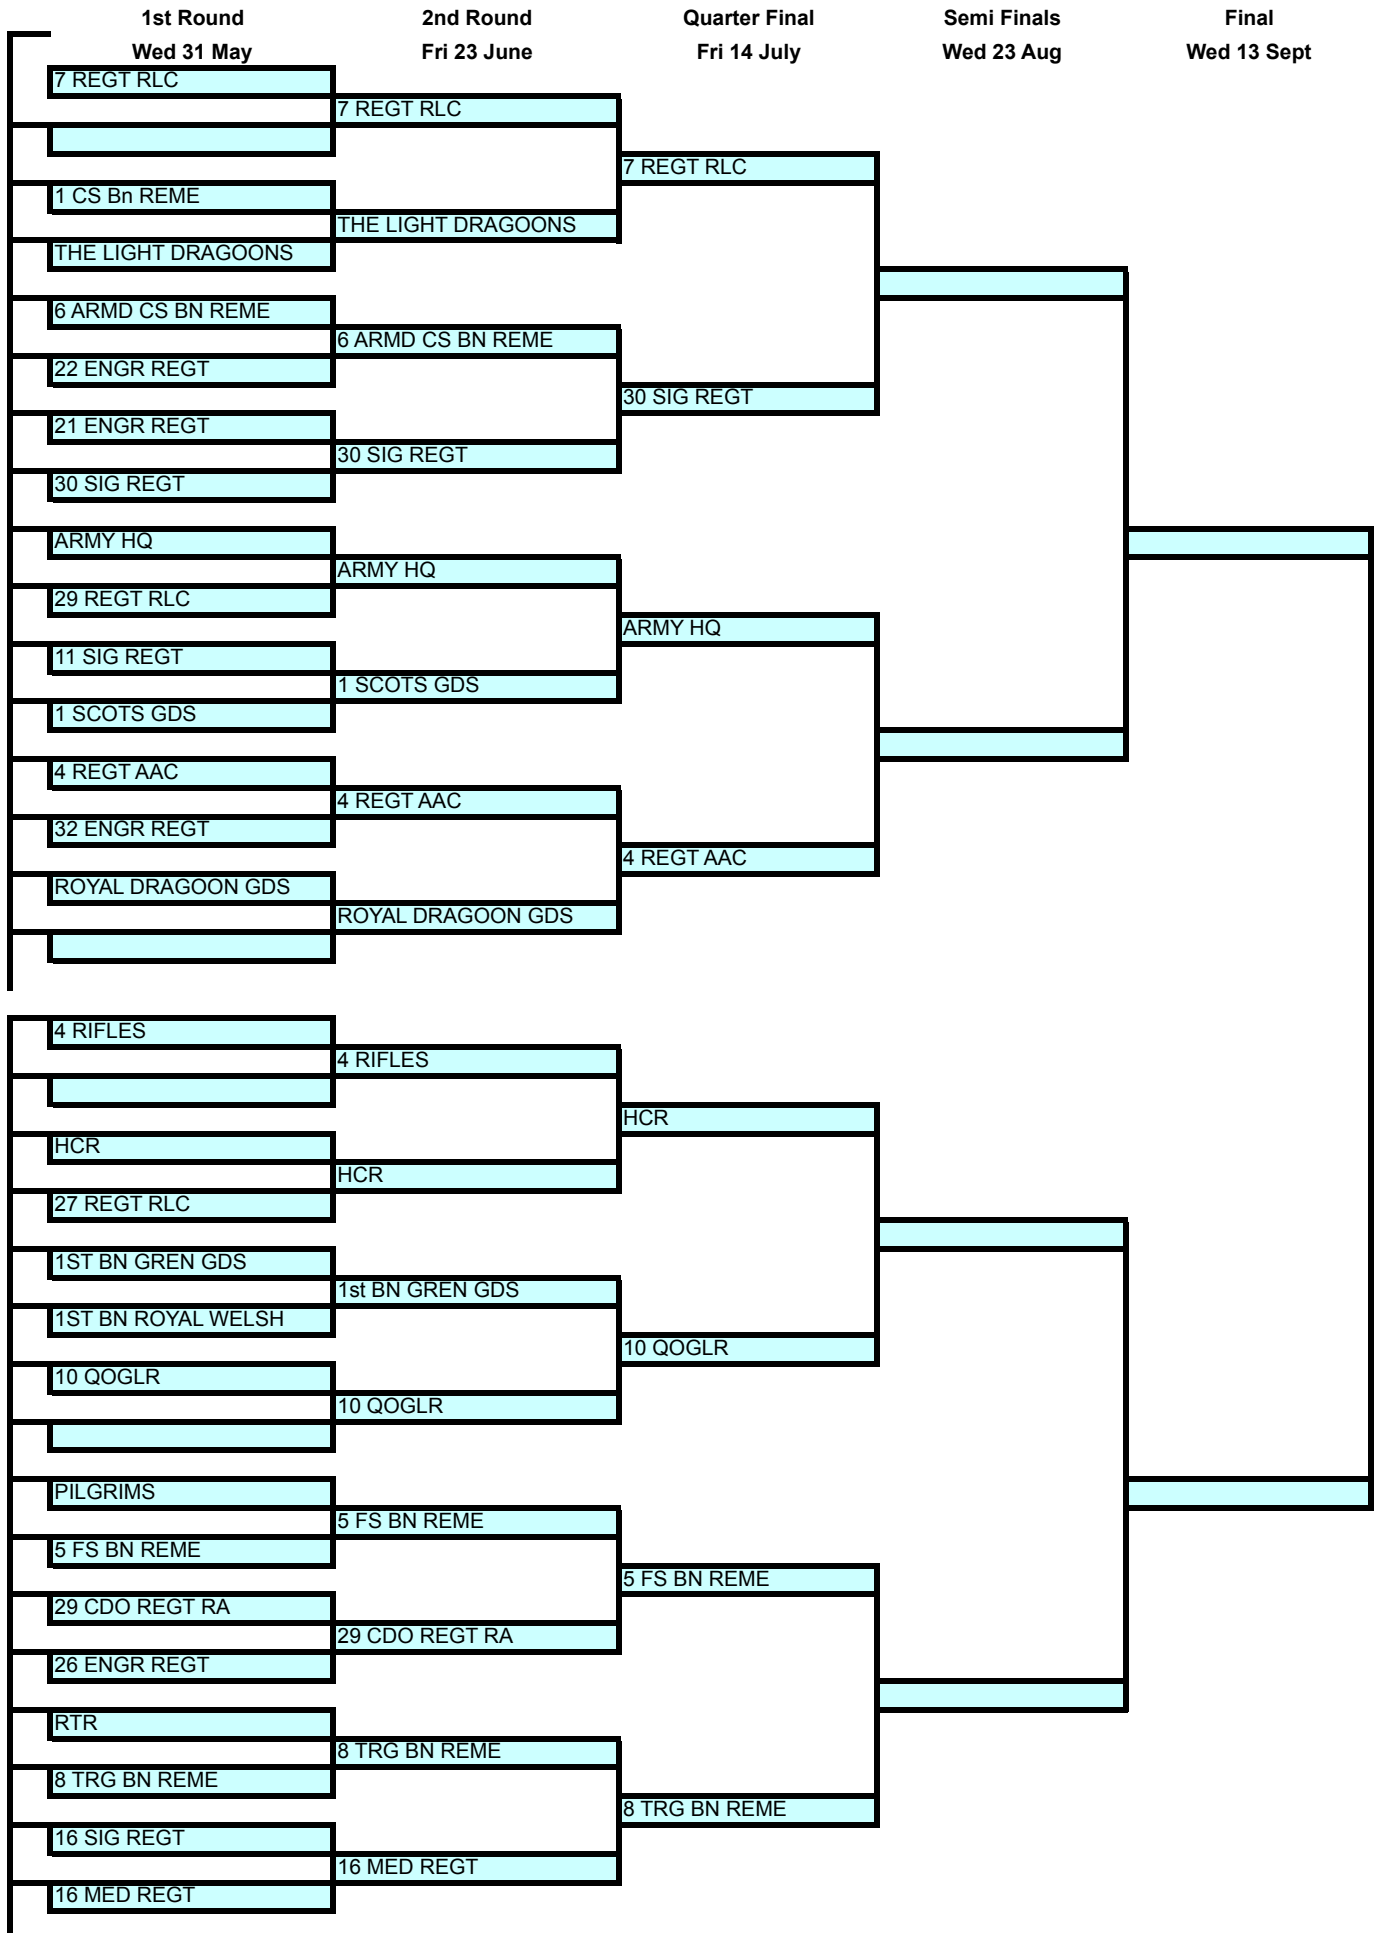 1st Round
2nd Round
Quarter Final
Semi Finals
Final
Wed 31 May
Fri 23 June
Fri 14 July
Wed 23 Aug
Wed 13 Sept
7 REGT RLC
7 REGT RLC
7 REGT RLC
1 CS Bn REME
THE LIGHT DRAGOONS
THE LIGHT DRAGOONS
6 ARMD CS BN REME
6 ARMD CS BN REME
22 ENGR REGT
30 SIG REGT
21 ENGR REGT
30 SIG REGT
30 SIG REGT
ARMY HQ
ARMY HQ
29 REGT RLC
ARMY HQ
11 SIG REGT
1 SCOTS GDS
1 SCOTS GDS
4 REGT AAC
4 REGT AAC
32 ENGR REGT
4 REGT AAC
ROYAL DRAGOON GDS
ROYAL DRAGOON GDS
4 RIFLES
4 RIFLES
HCR
HCR
HCR
27 REGT RLC
1ST BN GREN GDS
1st BN GREN GDS
1ST BN ROYAL WELSH
10 QOGLR
10 QOGLR
10 QOGLR
PILGRIMS
5 FS BN REME
5 FS BN REME
5 FS BN REME
29 CDO REGT RA
29 CDO REGT RA
26 ENGR REGT
RTR
8 TRG BN REME
8 TRG BN REME
8 TRG BN REME
16 SIG REGT
16 MED REGT
16 MED REGT